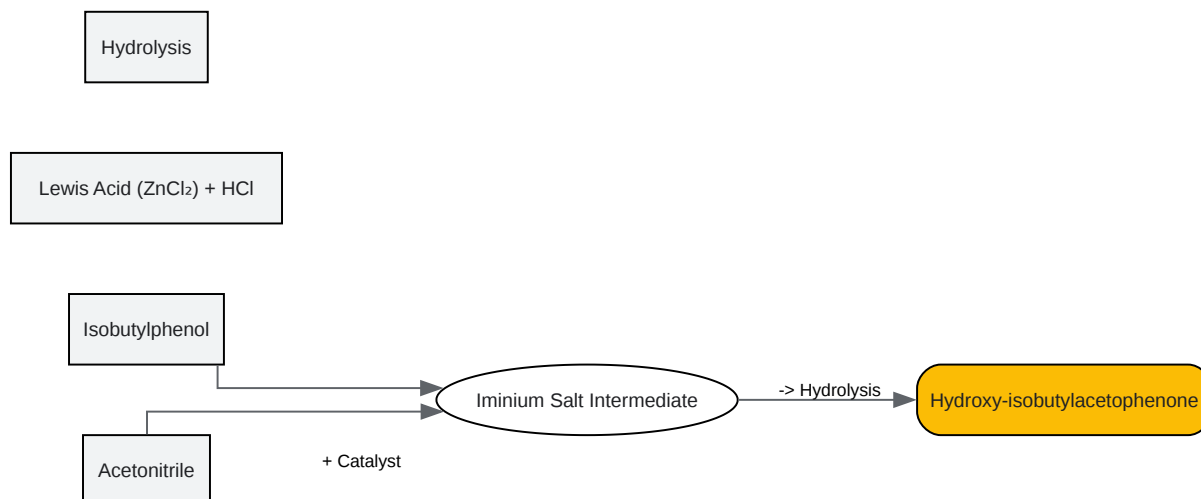 Hydrolysis
Lewis Acid (ZnCl₂) + HCl
Isobutylphenol
Iminium Salt Intermediate
-> Hydrolysis
Hydroxy-isobutylacetophenone
Acetonitrile
+ Catalyst